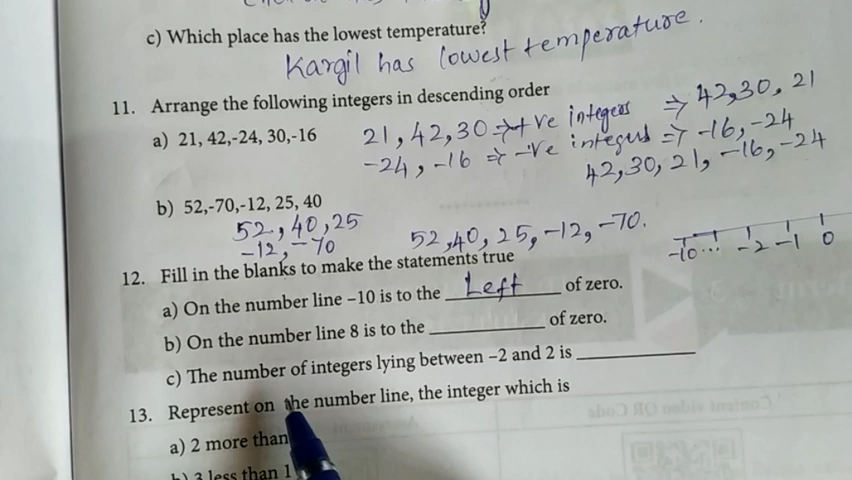 c) Which place has the lowest temperature?
Kargil has lowest temperature.
11. Arrange the following integers in descending order
a) 21, 42,-24, 30,-16
21, 42, 30 ⇒ +ve integers ⇒ 42, 30, 21
-24, -16 ⇒ -ve integers ⇒ -16, -24
42, 30, 21, -16, -24
b) 52,-70,-12, 25, 40
52, 40, 25
-12, -70
52, 40, 25, -12, -70.
-10 ... -2 -1 0
12. Fill in the blanks to make the statements true
a) On the number line –10 is to the Left of zero.
b) On the number line 8 is to the ____________ of zero.
c) The number of integers lying between –2 and 2 is ____________
13. Represent on the number line, the integer which is
a) 2 more than
b) 3 less than 1